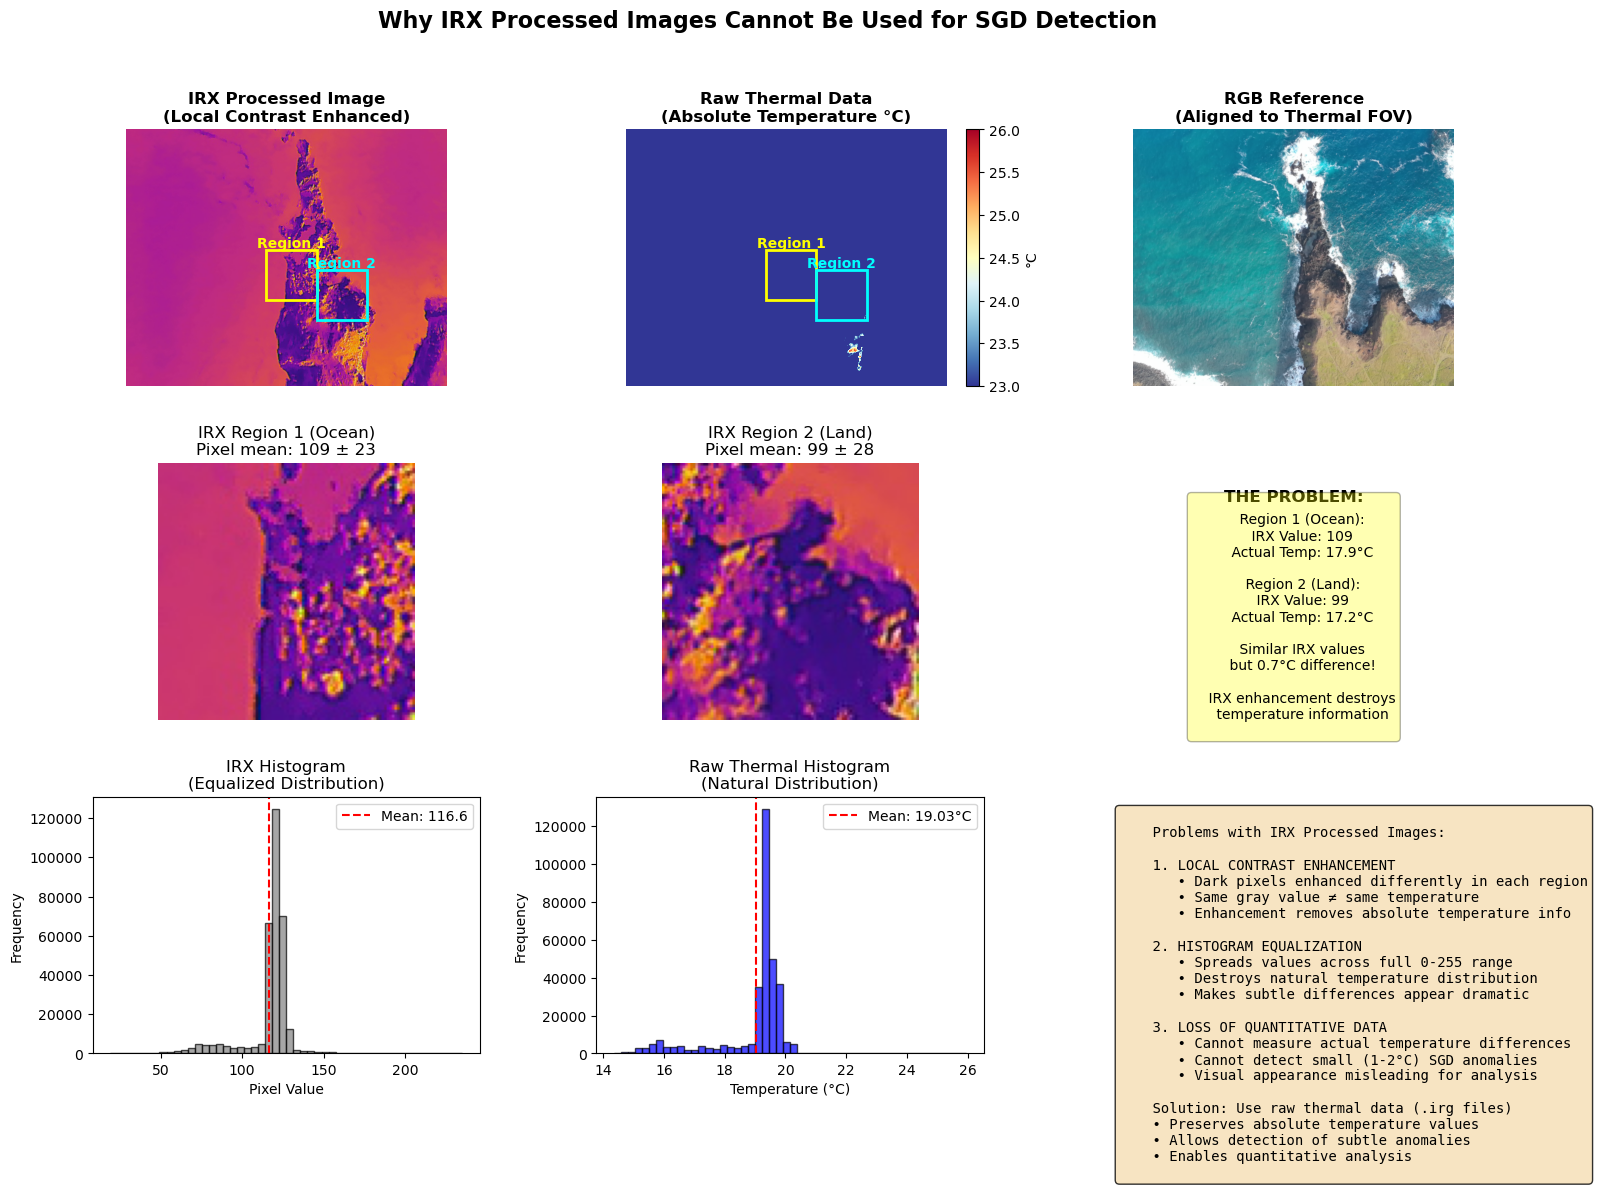 Why IRX Processed Images Cannot Be Used for SGD Detection
IRX Processed Image
(Local Contrast Enhanced)
Region 1
Region 2
Raw Thermal Data
(Absolute Temperature °C)
Region 1
Region 2
26.0
25.5
25.0
24.5
24.0
23.5
23.0
°C
RGB Reference
(Aligned to Thermal FOV)
IRX Region 1 (Ocean)
Pixel mean: 109 ± 23
IRX Region 2 (Land)
Pixel mean: 99 ± 28
THE PROBLEM:
Region 1 (Ocean):
IRX Value: 109
Actual Temp: 17.9°C
Region 2 (Land):
IRX Value: 99
Actual Temp: 17.2°C
Similar IRX values
but 0.7°C difference!
IRX enhancement destroys
temperature information
IRX Histogram
(Equalized Distribution)
Mean: 116.6
120000
100000
80000
60000
40000
20000
0
Frequency
50
100
150
200
Pixel Value
Raw Thermal Histogram
(Natural Distribution)
Mean: 19.03°C
120000
100000
80000
60000
40000
20000
0
Frequency
14
16
18
20
22
24
26
Temperature (°C)
Problems with IRX Processed Images:
1. LOCAL CONTRAST ENHANCEMENT
• Dark pixels enhanced differently in each region
• Same gray value ≠ same temperature
• Enhancement removes absolute temperature info
2. HISTOGRAM EQUALIZATION
• Spreads values across full 0-255 range
• Destroys natural temperature distribution
• Makes subtle differences appear dramatic
3. LOSS OF QUANTITATIVE DATA
• Cannot measure actual temperature differences
• Cannot detect small (1-2°C) SGD anomalies
• Visual appearance misleading for analysis
Solution: Use raw thermal data (.irg files)
• Preserves absolute temperature values
• Allows detection of subtle anomalies
• Enables quantitative analysis